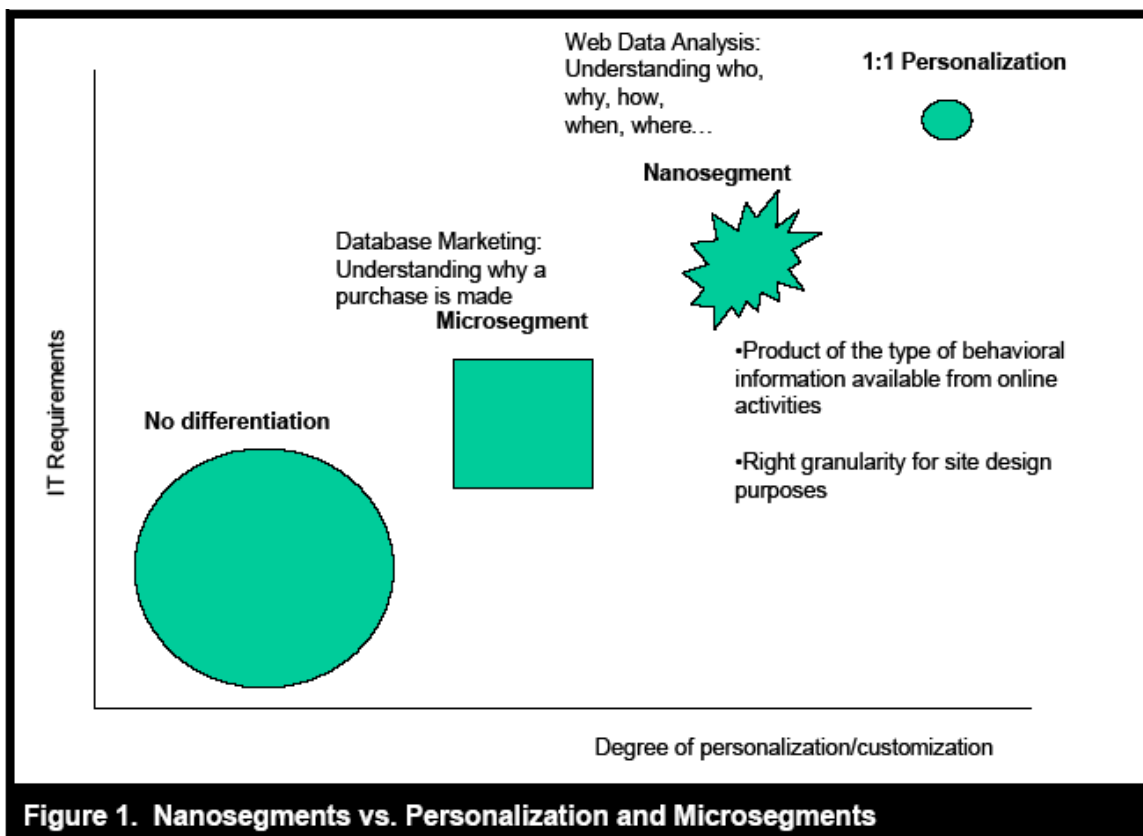 Web Data Analysis:
Understanding who,
why, how,
when, where…
1:1 Personalization
Nanosegment
Database Marketing:
Understanding why a
purchase is made
Microsegment
•Product of the type of behavioral
information available from online
activities
•Right granularity for site design
purposes
No differentiation
IT Requirements
Degree of personalization/customization
Figure 1. Nanosegments vs. Personalization and Microsegments